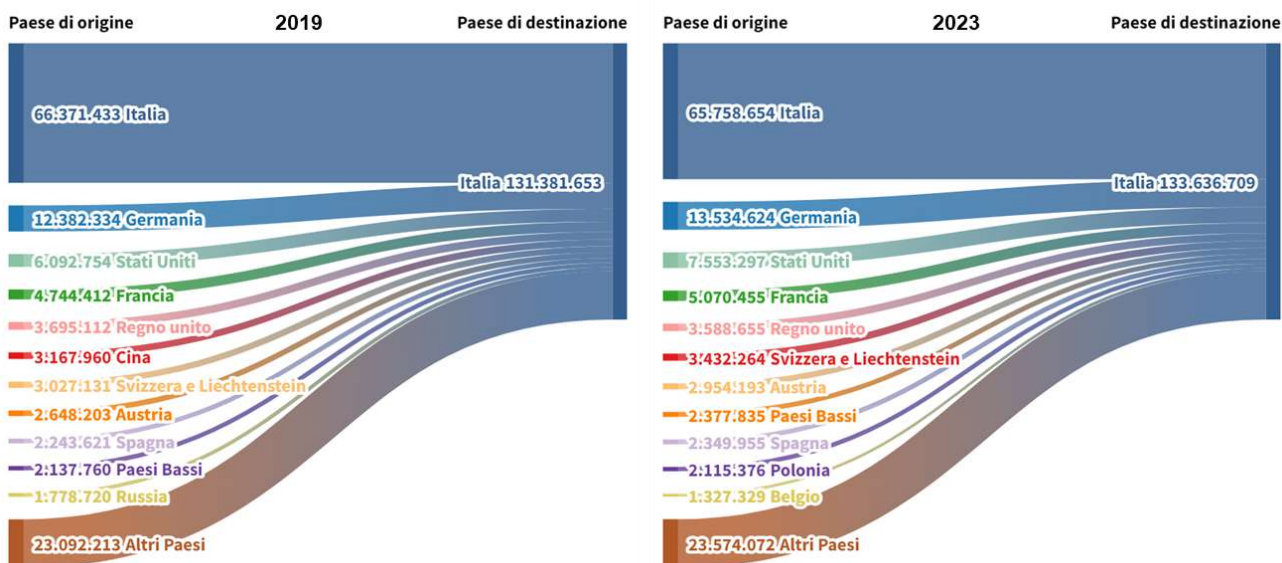 Paese di origine 2019 Paese di destinazione
66.371.433 Italia
Italia 131.381.653
12.382.334 Germania
6.092.754 Stati Uniti
4.744.412 Francia
3.695.112 Regno unito
3.167.960 Cina
3.027.131 Svizzera e Liechtenstein
2.648.203 Austria
2.243.621 Spagna
2.137.760 Paesi Bassi
1.778.720 Russia
23.092.213 Altri Paesi
Paese di origine 2023 Paese di destinazione
65.758.654 Italia
Italia 133.636.709
13.534.624 Germania
7.553.297 Stati Uniti
5.070.455 Francia
3.588.655 Regno unito
3.432.264 Svizzera e Liechtenstein
2.954.193 Austria
2.377.835 Paesi Bassi
2.349.955 Spagna
2.115.376 Polonia
1.327.329 Belgio
23.574.072 Altri Paesi